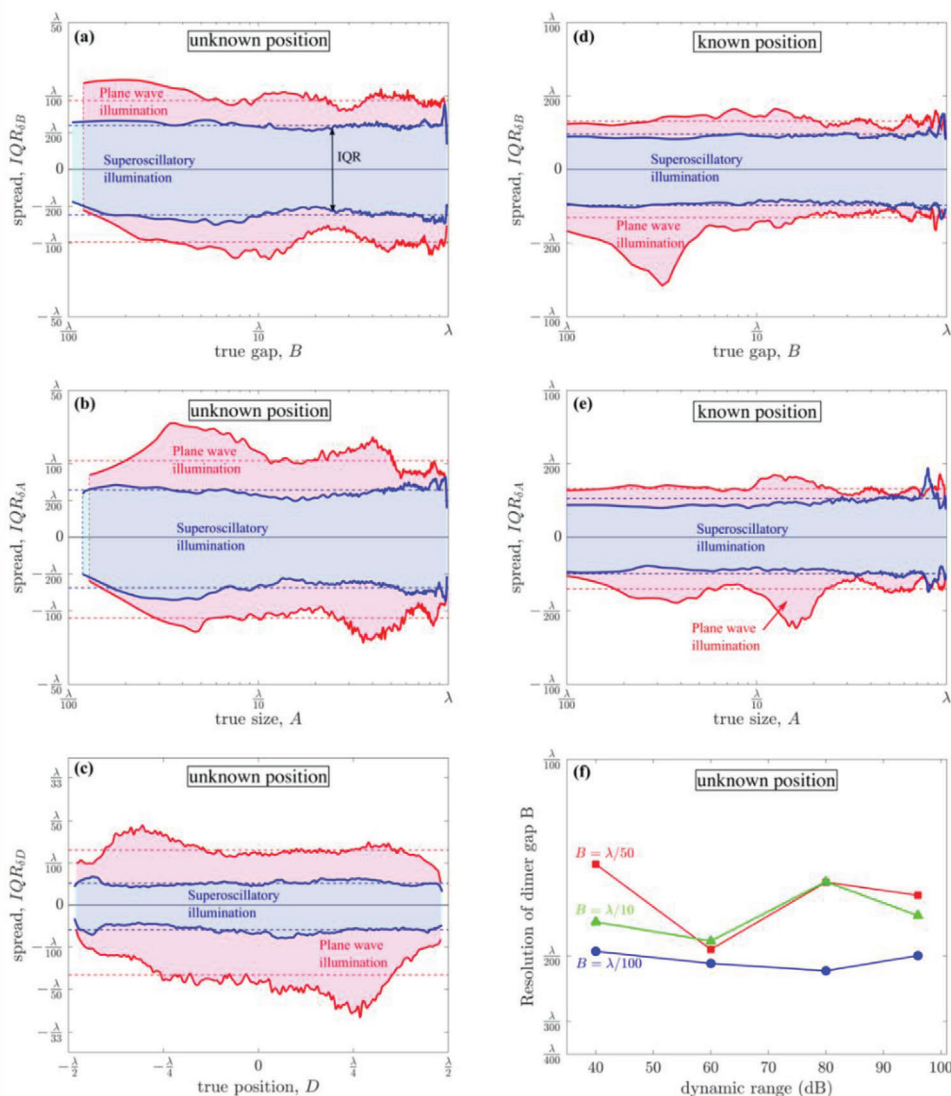 (a)
unknown position
λ/50
λ/100
λ/200
0
−λ/200
−λ/100
−λ/50
spread, IQR_δB
Plane wave
illumination
Superoscillatory
illumination
IQR
λ/100
λ/10
λ
true gap, B
(d)
known position
λ/100
λ/200
0
−λ/200
−λ/100
spread, IQR_δB
Superoscillatory
illumination
Plane wave
illumination
λ/100
λ/10
λ
true gap, B
(b)
unknown position
λ/50
λ/100
λ/200
0
−λ/200
−λ/100
−λ/50
spread, IQR_δA
Plane wave
illumination
Superoscillatory
illumination
λ/100
λ/10
λ
true size, A
(e)
known position
λ/100
λ/200
0
−λ/200
−λ/100
spread, IQR_δA
Superoscillatory
illumination
Plane wave
illumination
λ/100
λ/10
λ
true size, A
(c)
unknown position
λ/33
λ/50
λ/100
0
−λ/100
−λ/50
−λ/33
spread, IQR_δD
Superoscillatory
illumination
Plane wave
illumination
−λ/2
−λ/4
0
λ/4
λ/2
true position, D
(f)
unknown position
λ/100
λ/200
λ/300
λ/400
Resolution of dimer gap B
B = λ/50
B = λ/10
B = λ/100
40 50 60 70 80 90 100
dynamic range (dB)